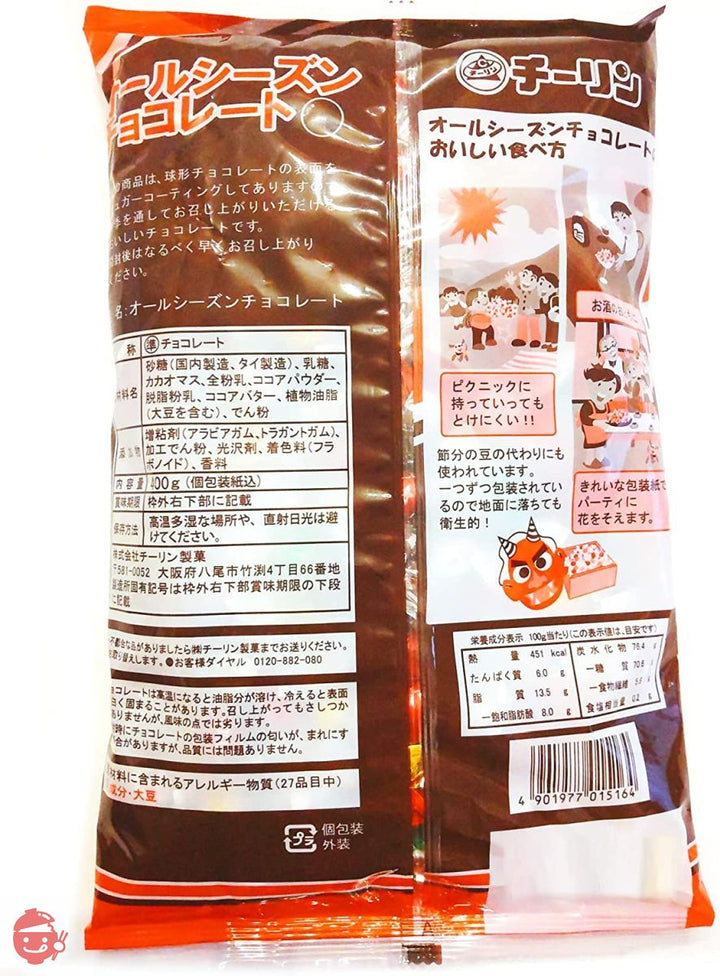 オールシーズン
チョコレート
の商品は、球形チョコレートの表面を
ュガーコーティングしてありますので
季を通してお召し上がりいただける
いしいチョコレートです。
封後はなるべく早くお召し上がり
ください。
名：オールシーズンチョコレート
称 準チョコレート
材料名 砂糖(国内製造、タイ製造)、乳糖、
カカオマス、全粉乳、ココアパウダー、
脱脂粉乳、ココアバター、植物油脂
(大豆を含む)、でん粉
添加物 増粘剤(アラビアガム、トラガントガム)、
加工でん粉、光沢剤、着色料(フラ
ボノイド)、香料
内容量 400g (個包装紙込)
賞味期限 枠外右下部に記載
保存方法 高温多湿な場所や、直射日光は避
けてください。
株式会社チーリン製菓
〒581-0052 大阪府八尾市竹渕4丁目66番地
製造所固有記号は枠外右下部賞味期限の下段
に記載
不都合な品がありましたら㈱チーリン製菓までお送りください。
お取り替えします。●お客様ダイヤル 0120-882-080
ョコレートは高温になると油脂分が溶け、冷えると表面
白く固まることがあります。召し上がってもさしつか
ありませんが、風味の点では劣ります。
時にチョコレートの包装フィルムの匂いが、まれにす
合がありますが、品質には問題ありません。
材料に含まれるアレルギー物質(27品目中)
成分・大豆
プラ
個包装
外装
チーリン
チーリン
オールシーズンチョコレート
おいしい食べ方
ピクニックに
持っていっても
とけにくい!!
お酒の
節分の豆の代わりにも
使われています。
一つずつ包装されてい
るので地面に落ちても
衛生的!
きれいな包装紙で
パーティに
花をそえます。
栄養成分表示 100g当たり(この表示値は、目安です)
熱量 451 kcal
たんぱく質 6.0 g
脂質 13.5 g
―飽和脂肪酸 8.0 g
炭水化物 76.4 g
―糖質 70.8 g
―食物繊維 5.6 g
食塩相当量 0.2 g
4 901977 015164
A